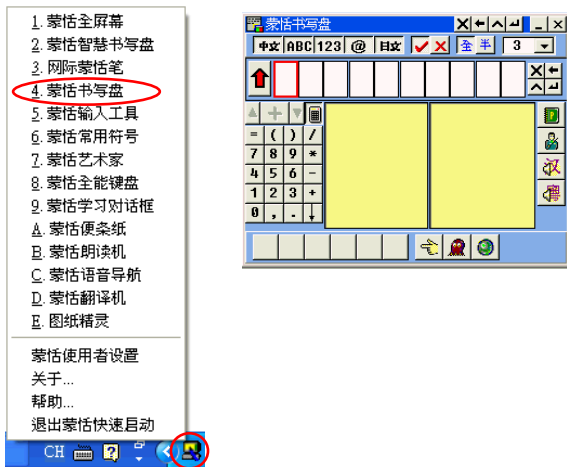 1. 蒙恬全屏幕
2. 蒙恬智慧书写盘
3. 网际蒙恬笔
4. 蒙恬书写盘
5. 蒙恬输入工具
6. 蒙恬常用符号
7. 蒙恬艺术家
8. 蒙恬全能键盘
9. 蒙恬学习对话框
A. 蒙恬便条纸
B. 蒙恬朗读机
C. 蒙恬语音导航
D. 蒙恬翻译机
E. 图纸精灵
蒙恬使用者设置
关于...
帮助...
退出蒙恬快速启动
CH
蒙恬书写盘
中文 ABC 123 @ 日文 全 半 3
= ( ) /
7 8 9 *
4 5 6 -
1 2 3 +
0 , .
汉